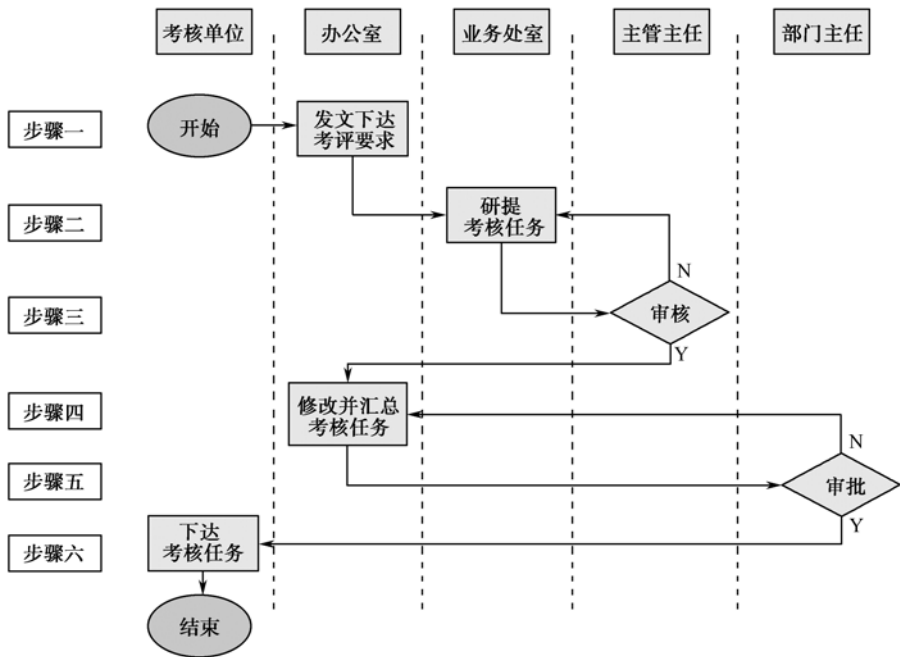 考核单位
办公室
业务处室
主管主任
部门主任
步骤一
开始
发文下达
考评要求
步骤二
研提
考核任务
N
步骤三
审核
Y
步骤四
修改并汇总
考核任务
N
步骤五
审批
Y
步骤六
下达
考核任务
结束